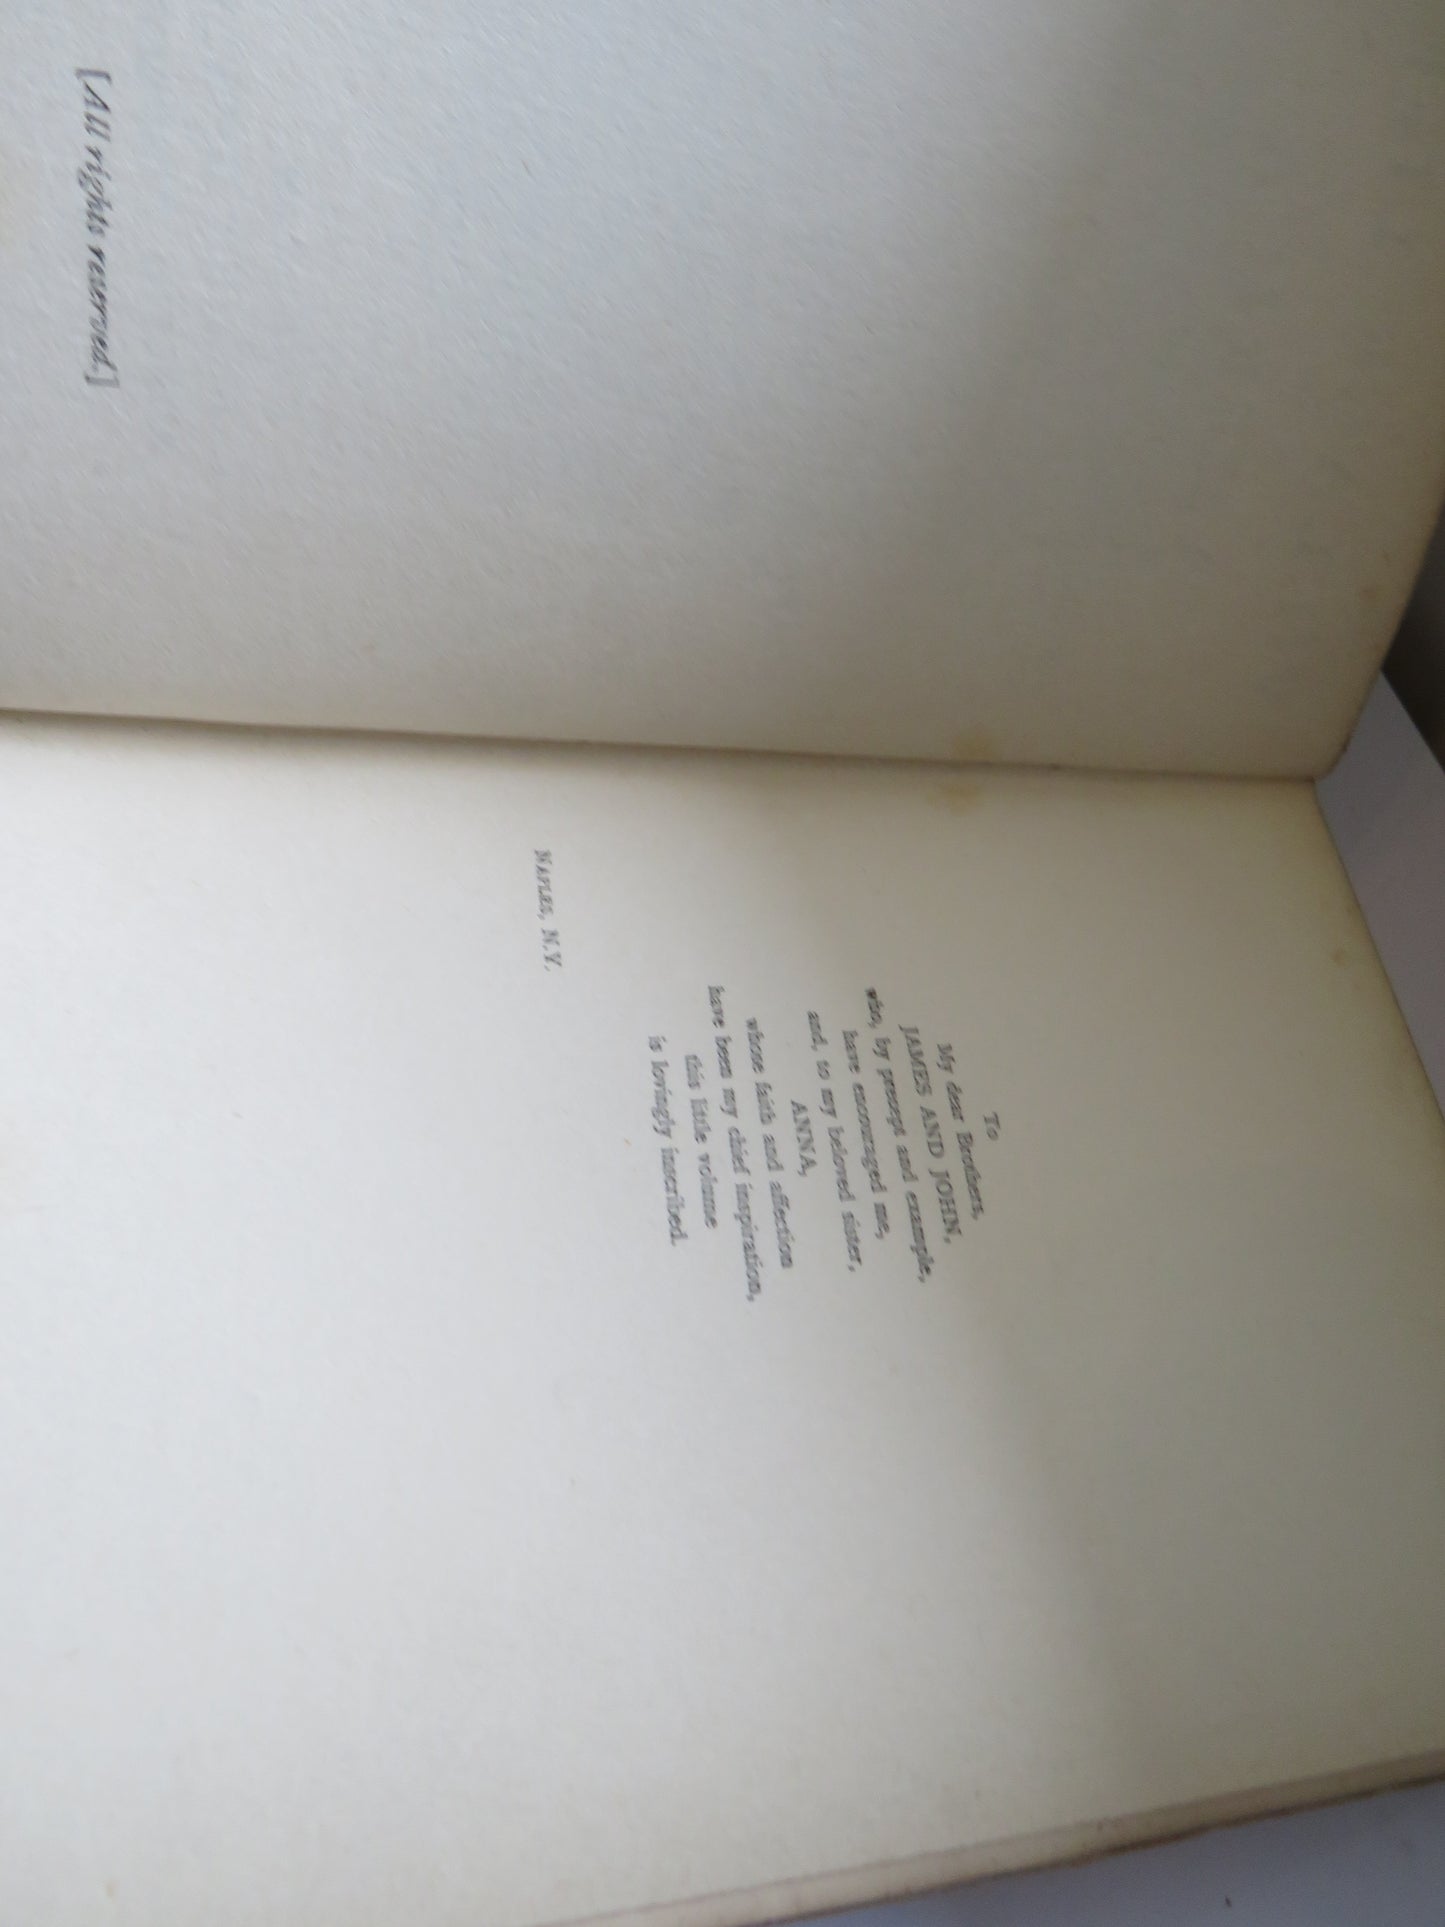 [All rights reserved.]
To
My dear Brothers,
JAMES AND JOHN,
who, by precept and example,
have encouraged me,
and, to my beloved sister,
ANNA,
whose faith and affection
have been my chief inspiration,
this little volume
is lovingly inscribed.
NAPLES, N.Y.